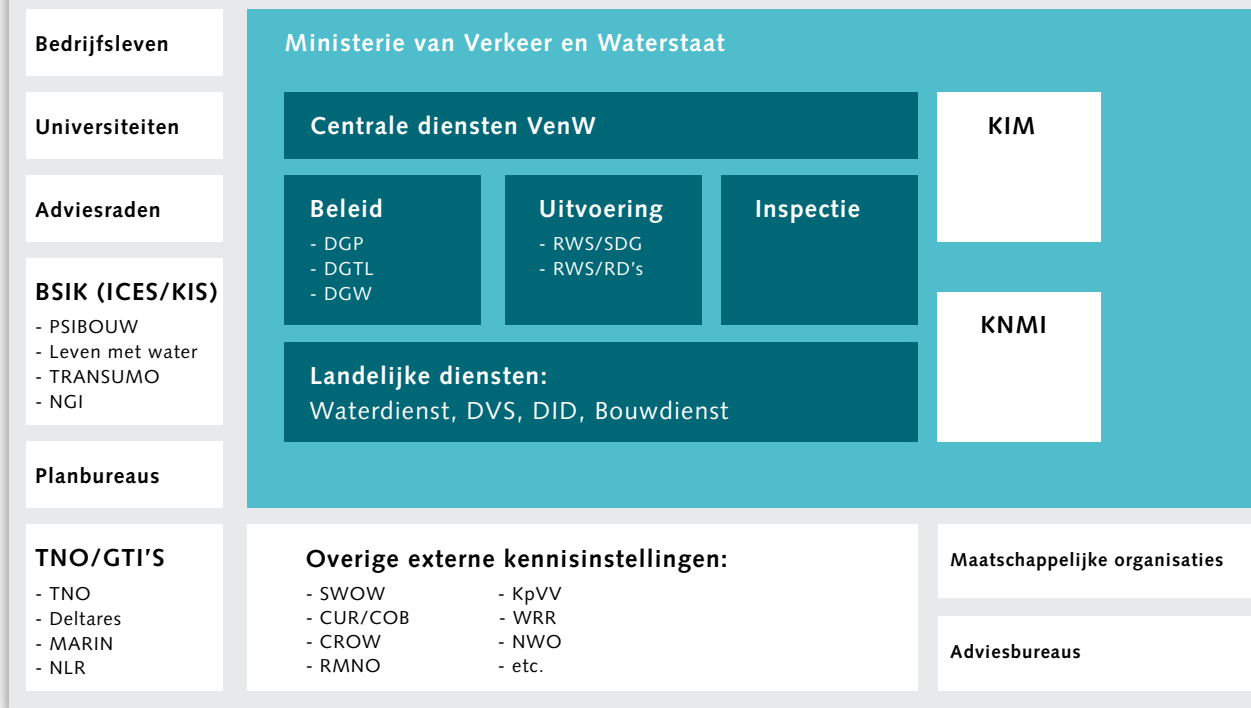 Bedrijfsleven
Universiteiten
Adviesraden
BSIK (ICES/KIS)
- PSIBOUW
- Leven met water
- TRANSUMO
- NGI
Planbureaus
TNO/GTI'S
- TNO
- Deltares
- MARIN
- NLR
Ministerie van Verkeer en Waterstaat
Centrale diensten VenW
Beleid
- DGP
- DGTL
- DGW
Uitvoering
- RWS/SDG
- RWS/RD's
Inspectie
Landelijke diensten:
Waterdienst, DVS, DID, Bouwdienst
KIM
KNMI
Overige externe kennisinstellingen:
- SWOW
- CUR/COB
- CROW
- RMNO
- KpVV
- WRR
- NWO
- etc.
Maatschappelijke organisaties
Adviesbureaus